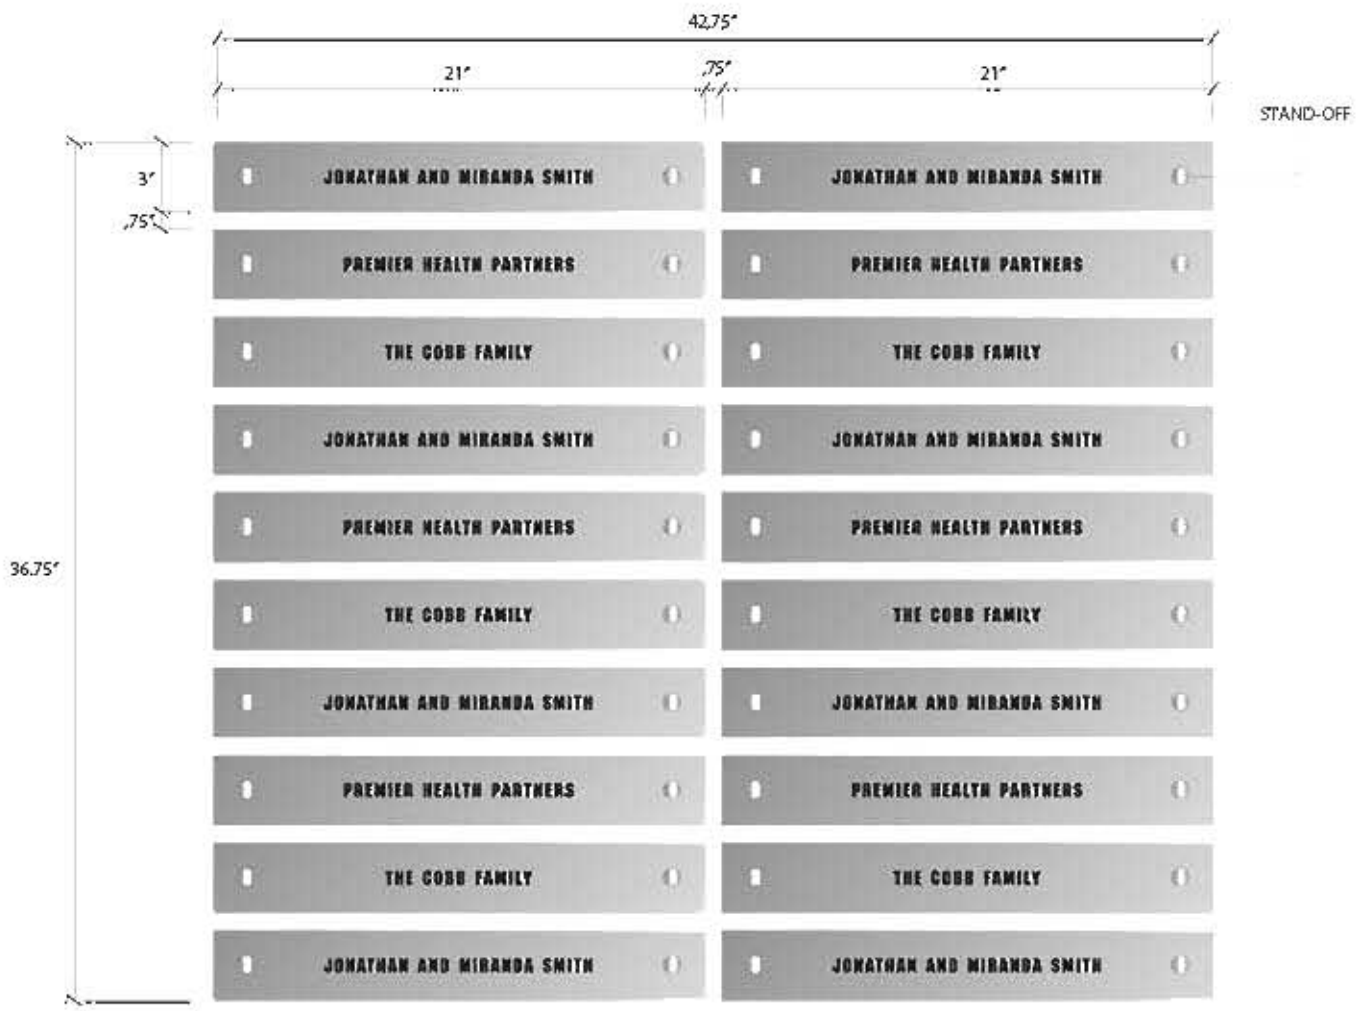 42.75"
21" .75" 21"
STAND-OFF
3"
.75"
36.75"
JONATHAN AND MIRANDA SMITH JONATHAN AND MIRANDA SMITH
PREMIER HEALTH PARTNERS PREMIER HEALTH PARTNERS
THE COBB FAMILY THE COBB FAMILY
JONATHAN AND MIRANDA SMITH JONATHAN AND MIRANDA SMITH
PREMIER HEALTH PARTNERS PREMIER HEALTH PARTNERS
THE COBB FAMILY THE COBB FAMILY
JONATHAN AND MIRANDA SMITH JONATHAN AND MIRANDA SMITH
PREMIER HEALTH PARTNERS PREMIER HEALTH PARTNERS
THE COBB FAMILY THE COBB FAMILY
JONATHAN AND MIRANDA SMITH JONATHAN AND MIRANDA SMITH